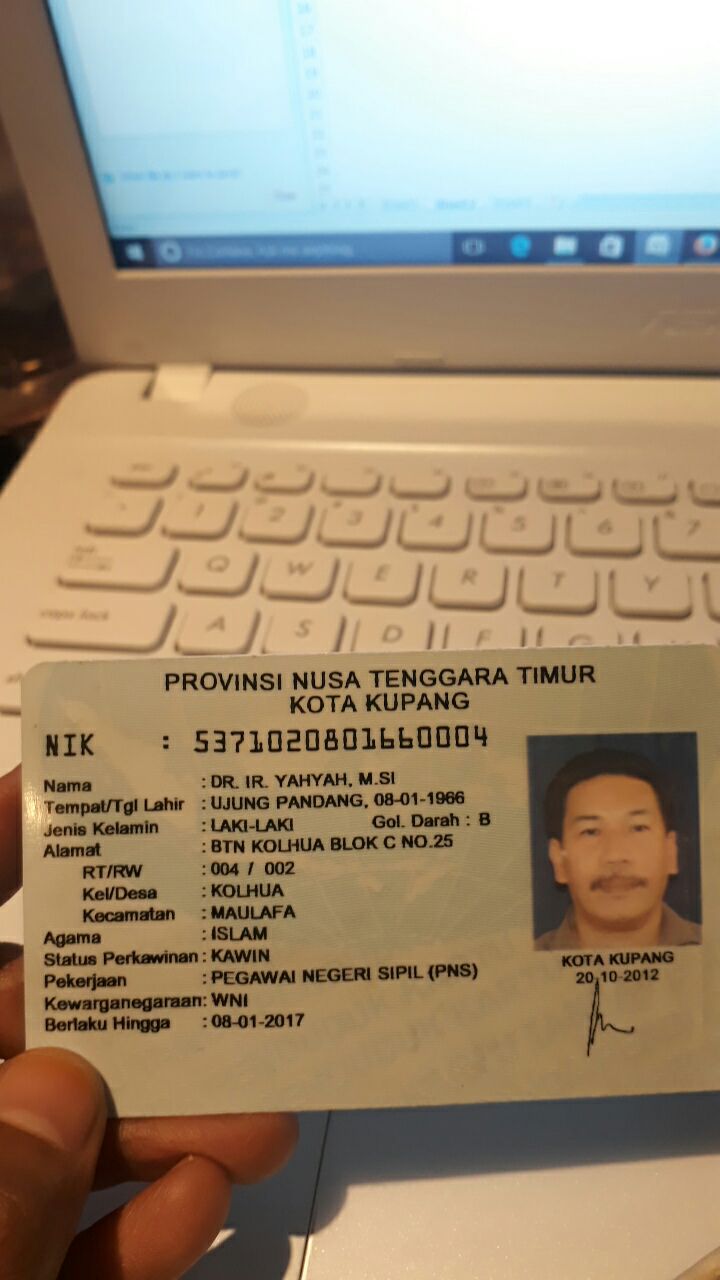 Q W E R T Y
caps lock A S D F G
PROVINSI NUSA TENGGARA TIMUR
KOTA KUPANG
NIK : 5371020801660004
Nama : DR. IR. YAHYAH, M.SI
Tempat/Tgl Lahir : UJUNG PANDANG, 08-01-1966
Jenis Kelamin : LAKI-LAKI Gol. Darah : B
Alamat : BTN KOLHUA BLOK C NO.25
RT/RW : 004 / 002
Kel/Desa : KOLHUA
Kecamatan : MAULAFA
Agama : ISLAM
Status Perkawinan : KAWIN
Pekerjaan : PEGAWAI NEGERI SIPIL (PNS)
Kewarganegaraan: WNI
Berlaku Hingga : 08-01-2017
KOTA KUPANG
20-10-2012